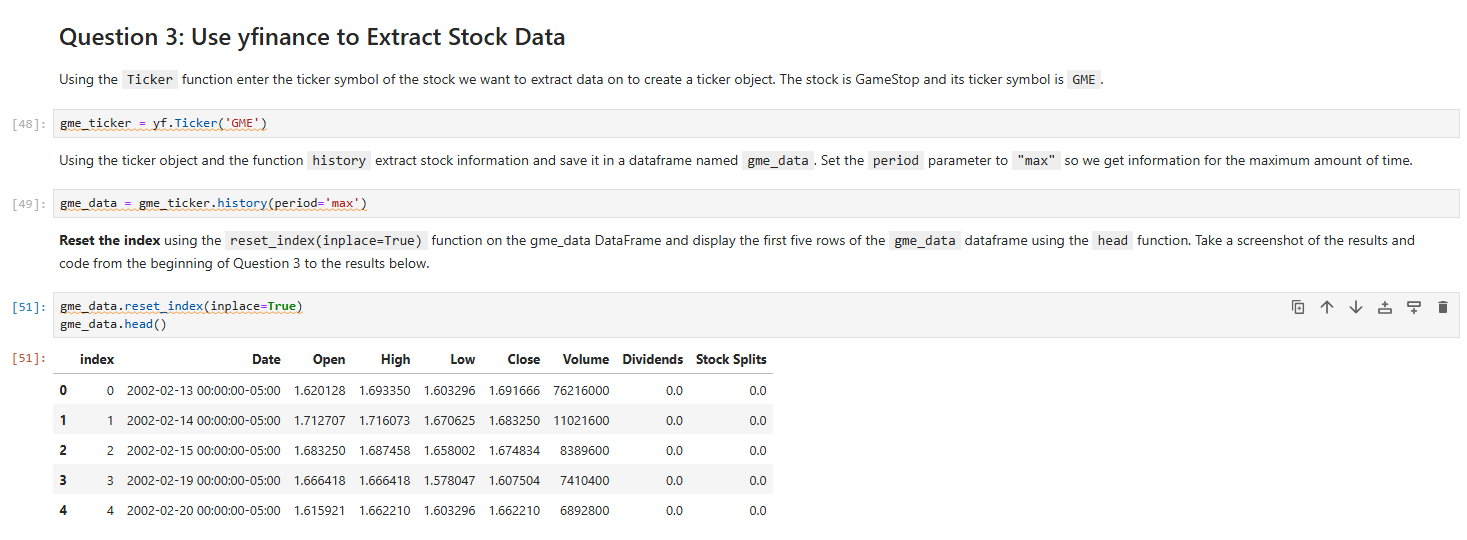 Question 3: Use yfinance to Extract Stock Data
Using the Ticker function enter the ticker symbol of the stock we want to extract data on to create a ticker object. The stock is GameStop and its ticker symbol is GME .
[48]: gme_ticker = yf.Ticker('GME')
Using the ticker object and the function history extract stock information and save it in a dataframe named gme_data . Set the period parameter to "max" so we get information for the maximum amount of time.
[49]: gme_data = gme_ticker.history(period='max')
Reset the index using the reset_index(inplace=True) function on the gme_data DataFrame and display the first five rows of the gme_data dataframe using the head function. Take a screenshot of the results and
code from the beginning of Question 3 to the results below.
[51]: gme_data.reset_index(inplace=True)
gme_data.head()
[51]: index Date Open High Low Close Volume Dividends Stock Splits
0 0 2002-02-13 00:00:00-05:00 1.620128 1.693350 1.603296 1.691666 76216000 0.0 0.0
1 1 2002-02-14 00:00:00-05:00 1.712707 1.716073 1.670625 1.683250 11021600 0.0 0.0
2 2 2002-02-15 00:00:00-05:00 1.683250 1.687458 1.658002 1.674834 8389600 0.0 0.0
3 3 2002-02-19 00:00:00-05:00 1.666418 1.666418 1.578047 1.607504 7410400 0.0 0.0
4 4 2002-02-20 00:00:00-05:00 1.615921 1.662210 1.603296 1.662210 6892800 0.0 0.0